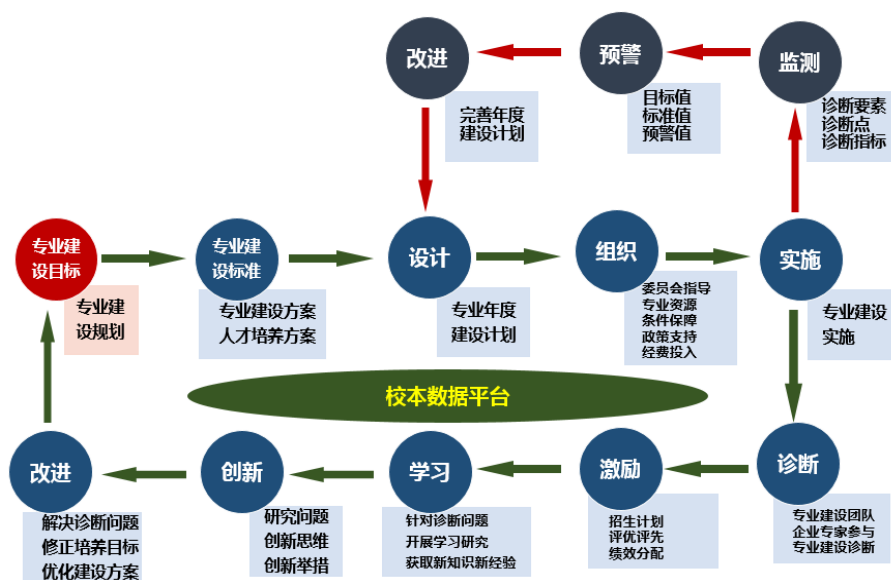 改进
预警
监测
完善年度
建设计划
目标值
标准值
预警值
诊断要素
诊断点
诊断指标
专业建
设目标
专业建
设标准
设计
组织
实施
专业建
设规划
专业建设方案
人才培养方案
专业年度
建设计划
委员会指导
专业资源
条件保障
政策支持
经费投入
专业建设
实施
校本数据平台
改进
创新
学习
激励
诊断
解决诊断问题
修正培养目标
优化建设方案
研究问题
创新思维
创新举措
针对诊断问题
开展学习研究
获取新知识新经验
招生计划
评优评先
绩效分配
专业建设团队
企业专家参与
专业建设诊断